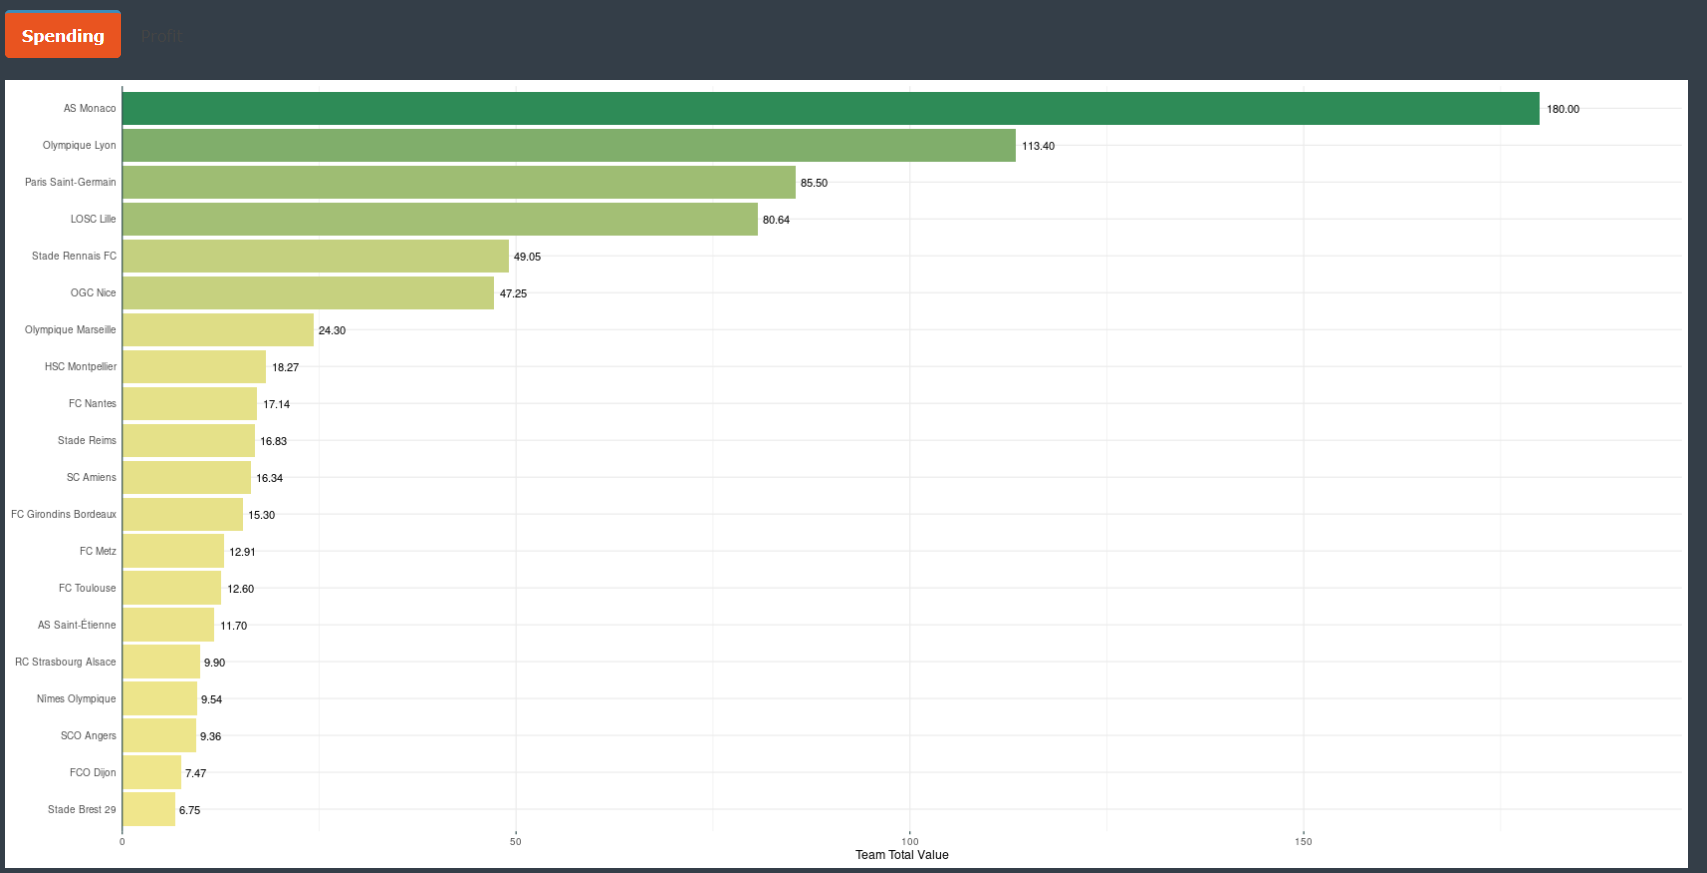 Spending
Profit
AS Monaco 180.00
Olympique Lyon 113.40
Paris Saint-Germain 85.50
LOSC Lille 80.64
Stade Rennais FC 49.05
OGC Nice 47.25
Olympique Marseille 24.30
HSC Montpellier 18.27
FC Nantes 17.14
Stade Reims 16.83
SC Amiens 16.34
FC Girondins Bordeaux 15.30
FC Metz 12.91
FC Toulouse 12.60
AS Saint-Étienne 11.70
RC Strasbourg Alsace 9.90
Nîmes Olympique 9.54
SCO Angers 9.36
FCO Dijon 7.47
Stade Brest 29 6.75
0 50 100 150
Team Total Value